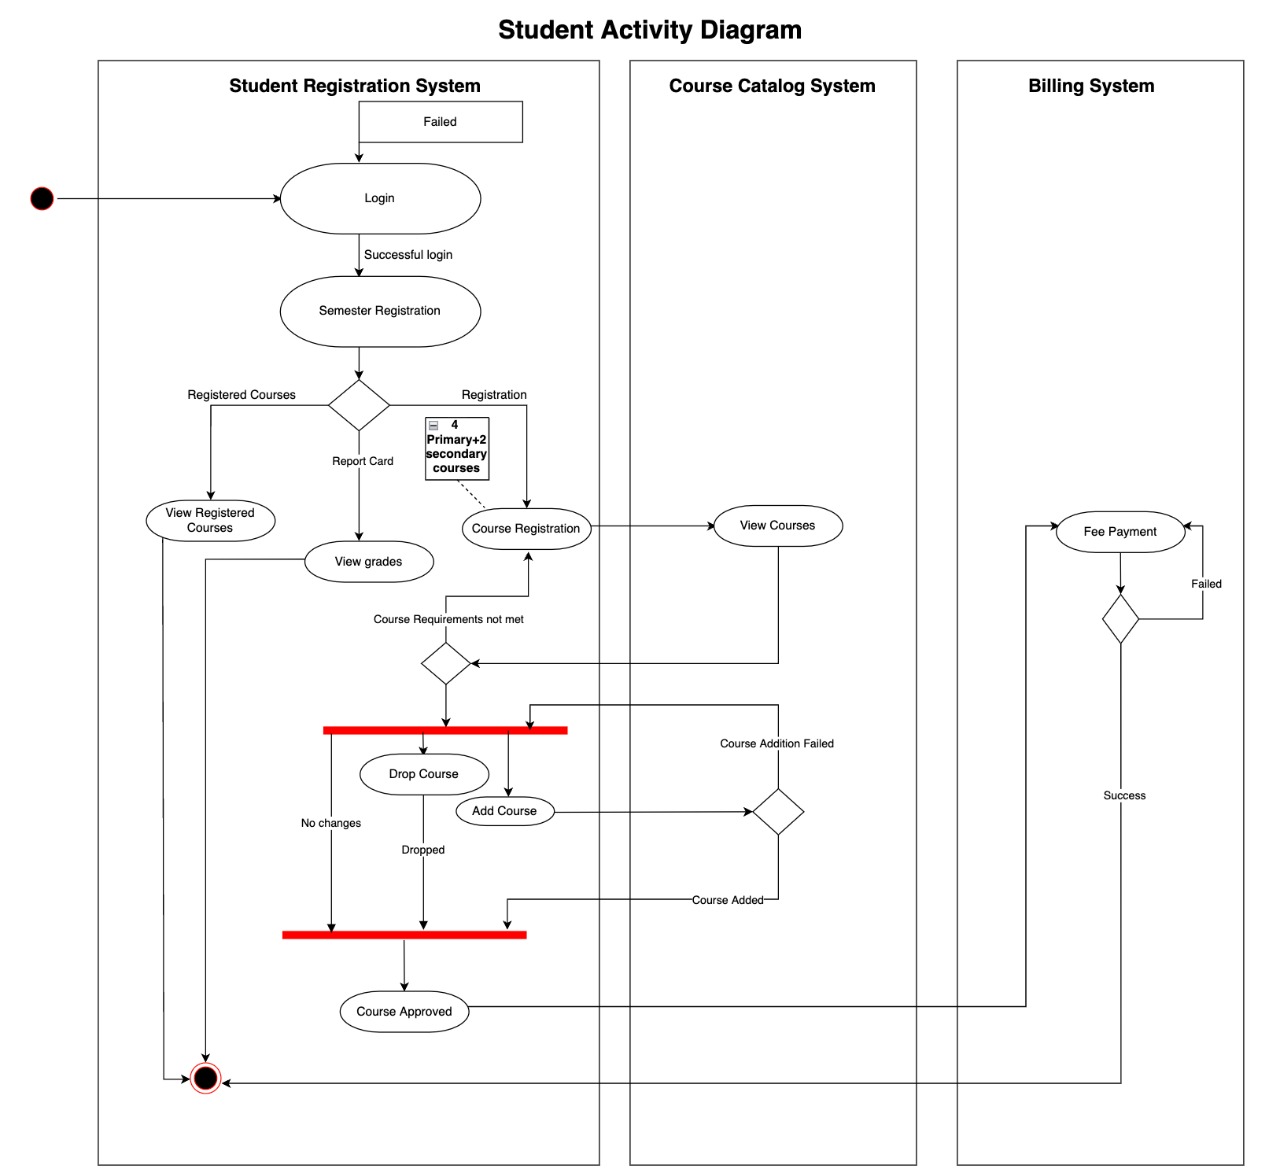 Student Activity Diagram
Student Registration System
Course Catalog System
Billing System
Failed
Login
Successful login
Semester Registration
Registered Courses
Registration
4
Primary+2
secondary
courses
Report Card
View Registered
Courses
Course Registration
View Courses
Fee Payment
View grades
Failed
Course Requirements not met
Course Addition Failed
Drop Course
Success
Add Course
No changes
Dropped
Course Added
Course Approved